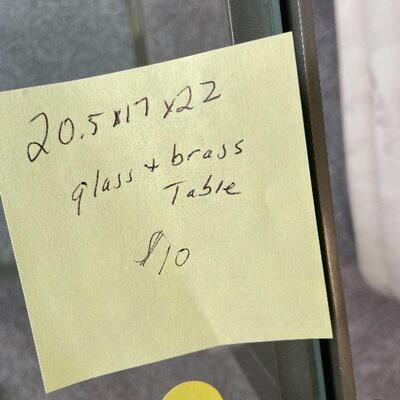 20.5x17x22
glass + brass
Table
$10